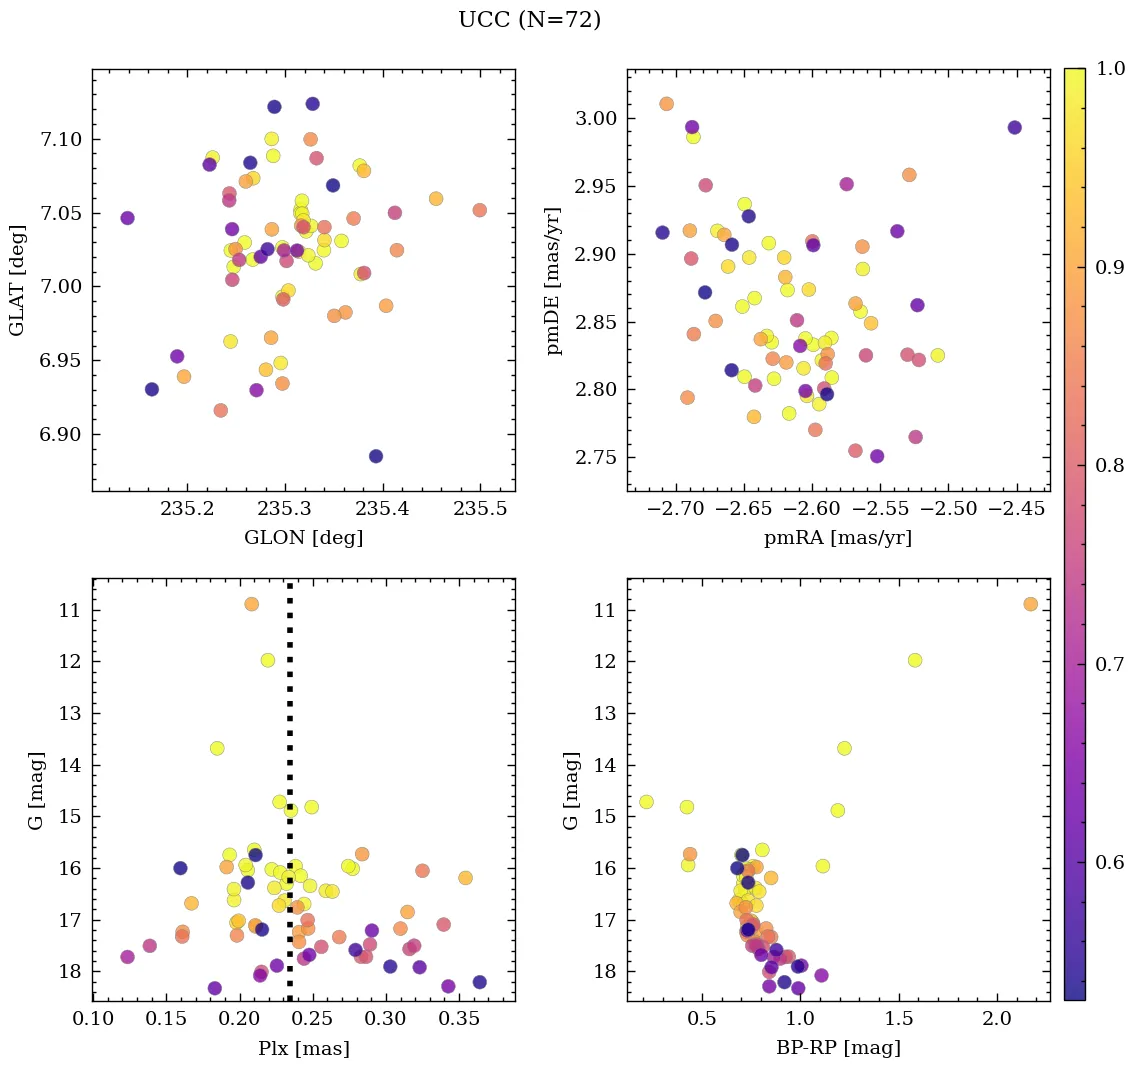 UCC (N=72)
7.10
7.05
7.00
6.95
6.90
GLAT [deg]
235.2 235.3 235.4 235.5
GLON [deg]
3.00
2.95
2.90
2.85
2.80
2.75
pmDE [mas/yr]
−2.70 −2.65 −2.60 −2.55 −2.50 −2.45
pmRA [mas/yr]
11
12
13
14
15
16
17
18
G [mag]
0.10 0.15 0.20 0.25 0.30 0.35
Plx [mas]
11
12
13
14
15
16
17
18
G [mag]
0.5 1.0 1.5 2.0
BP-RP [mag]
1.0
0.9
0.8
0.7
0.6